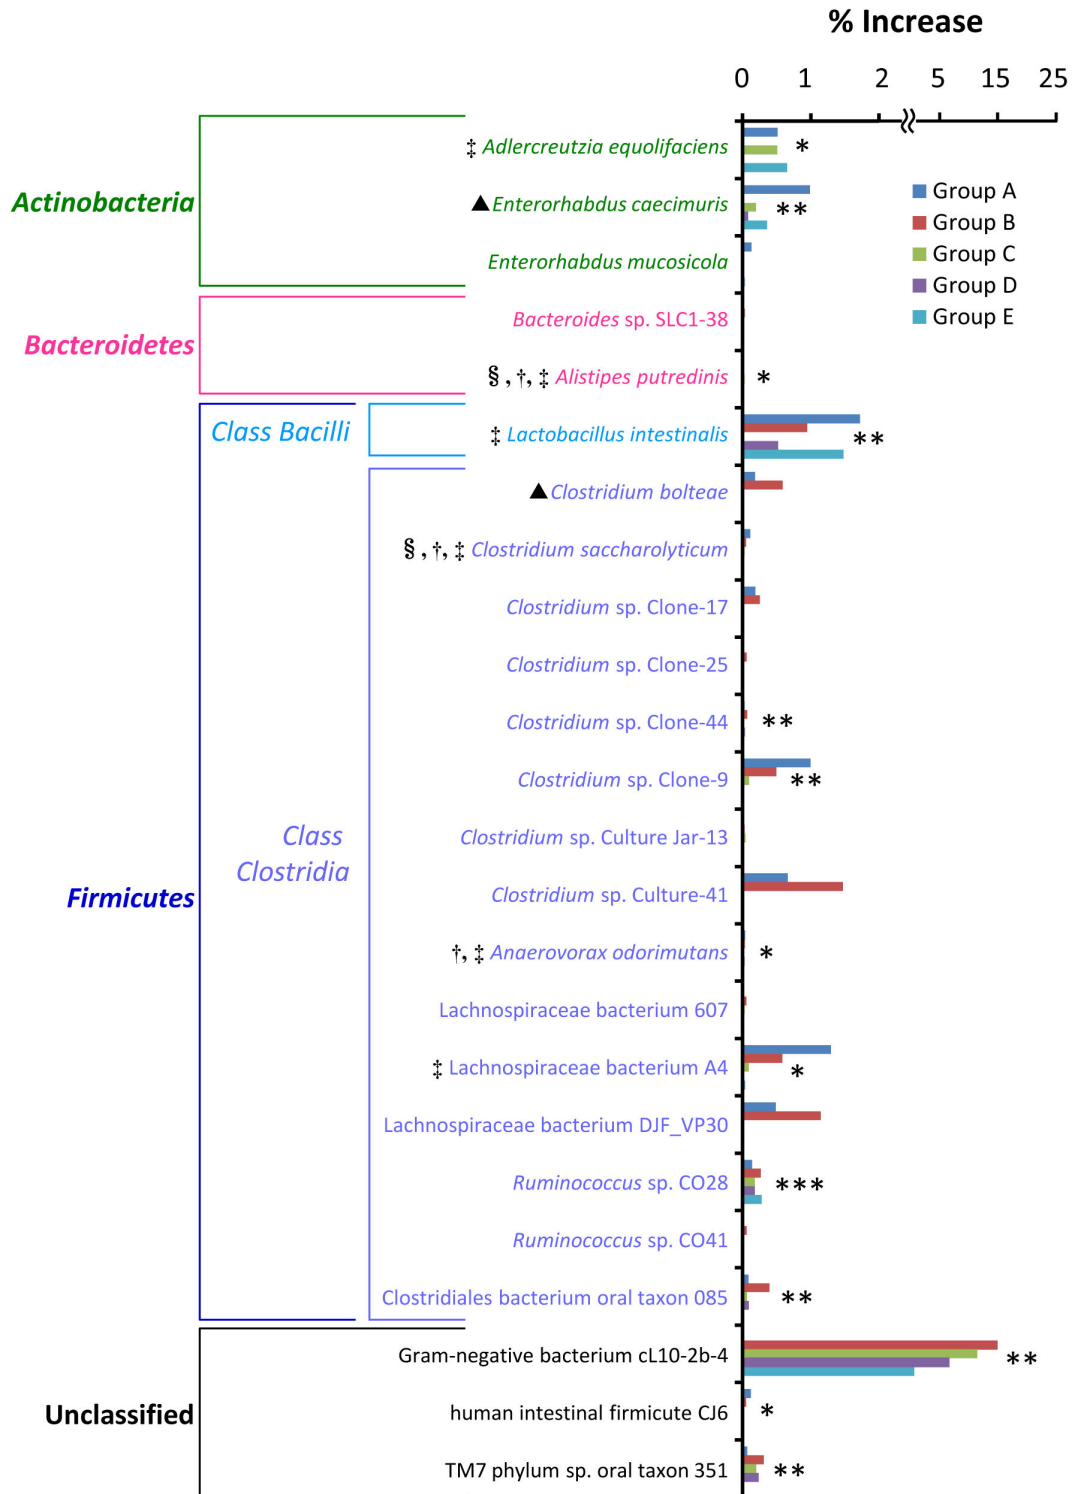 % Increase
0 1 2 5 15 25
‡ Adlercreutzia equolifaciens *
Group A
Actinobacteria
▲Enterorhabdus caecimuris **
Group B
Group C
Enterorhabdus mucosicola
Group D
Group E
Bacteroides sp. SLC1-38
Bacteroidetes
§, †, ‡ Alistipes putredinis *
Class Bacilli
‡ Lactobacillus intestinalis **
▲Clostridium bolteae
§, †, ‡ Clostridium saccharolyticum
Clostridium sp. Clone-17
Clostridium sp. Clone-25
Clostridium sp. Clone-44 **
Clostridium sp. Clone-9 **
Class
Clostridia
Clostridium sp. Culture Jar-13
Firmicutes
Clostridium sp. Culture-41
†, ‡ Anaerovorax odorimutans *
Lachnospiraceae bacterium 607
‡ Lachnospiraceae bacterium A4 *
Lachnospiraceae bacterium DJF_VP30
Ruminococcus sp. CO28 ***
Ruminococcus sp. CO41
Clostridiales bacterium oral taxon 085 **
Gram-negative bacterium cL10-2b-4 **
Unclassified
human intestinal firmicute CJ6 *
TM7 phylum sp. oral taxon 351 **